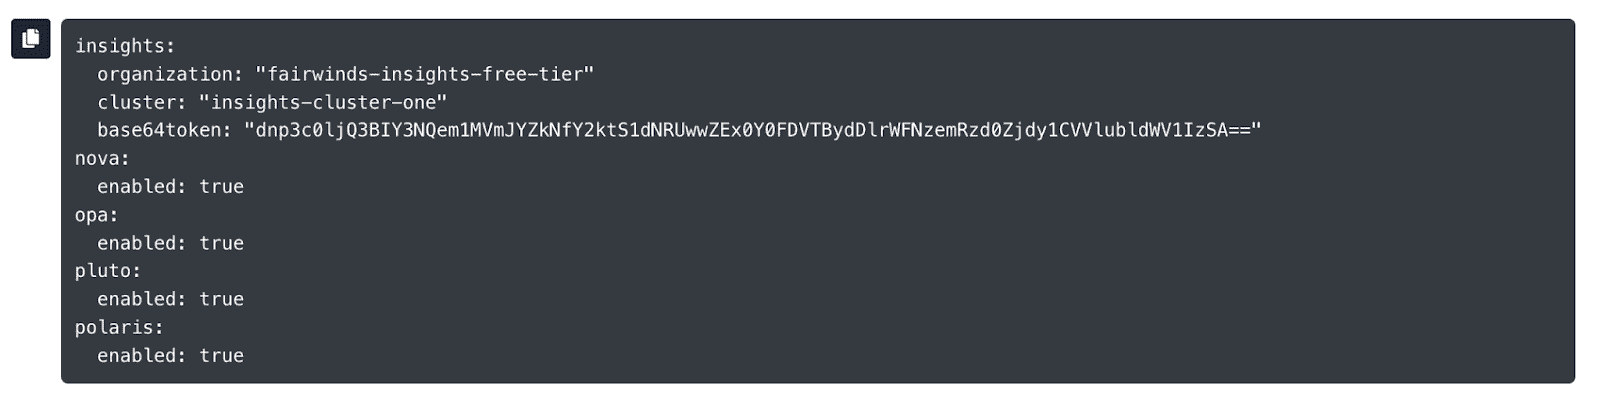 insights:
organization: "fairwinds-insights-free-tier"
cluster: "insights-cluster-one"
base64token: "dnp3c0ljQ3BIY3NQem1MVmJYZkNfY2ktS1dNRUwwZEx0Y0FDVTBydDlrWFNzemRzd0Zjdy1CVVlubldWV1IzSA=="
nova:
enabled: true
opa:
enabled: true
pluto:
enabled: true
polaris:
enabled: true